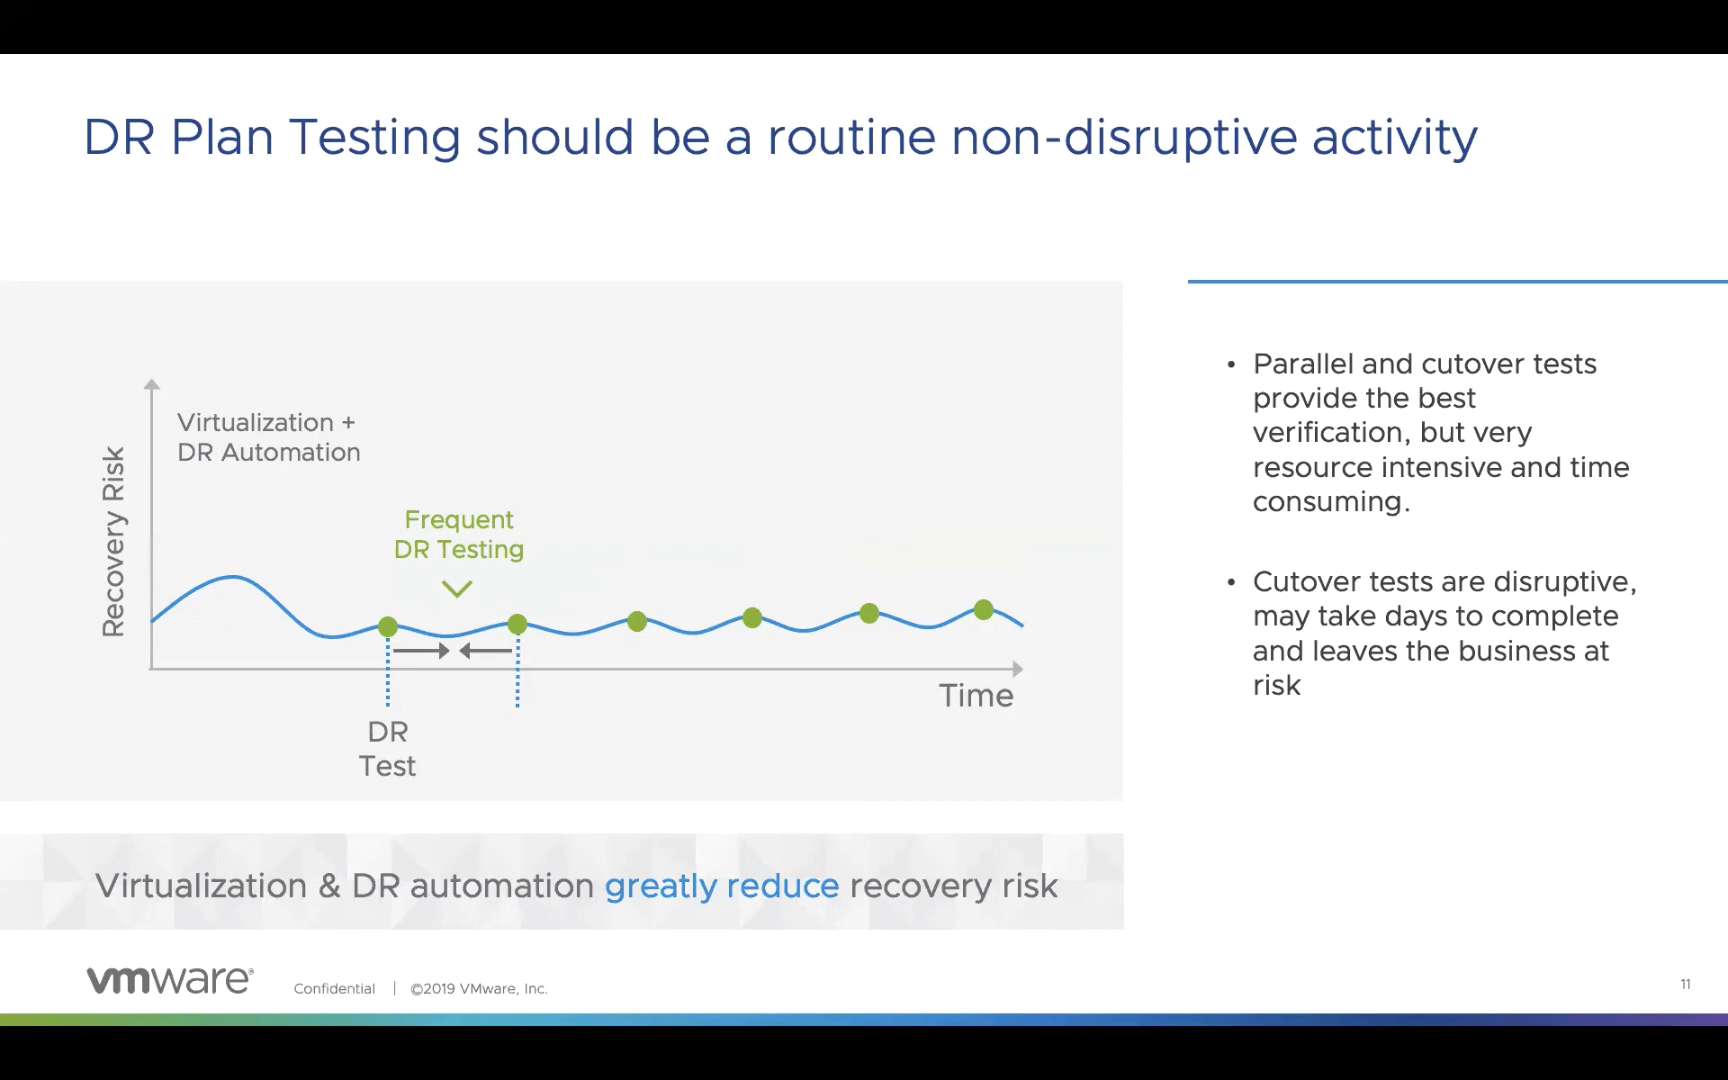 DR Plan Testing should be a routine non-disruptive activity
Virtualization +
DR Automation
Recovery Risk
Frequent
DR Testing
Time
DR
Test
• Parallel and cutover tests
provide the best
verification, but very
resource intensive and time
consuming.
• Cutover tests are disruptive,
may take days to complete
and leaves the business at
risk
Virtualization & DR automation greatly reduce recovery risk
vmware®
Confidential | ©2019 VMware, Inc.
11